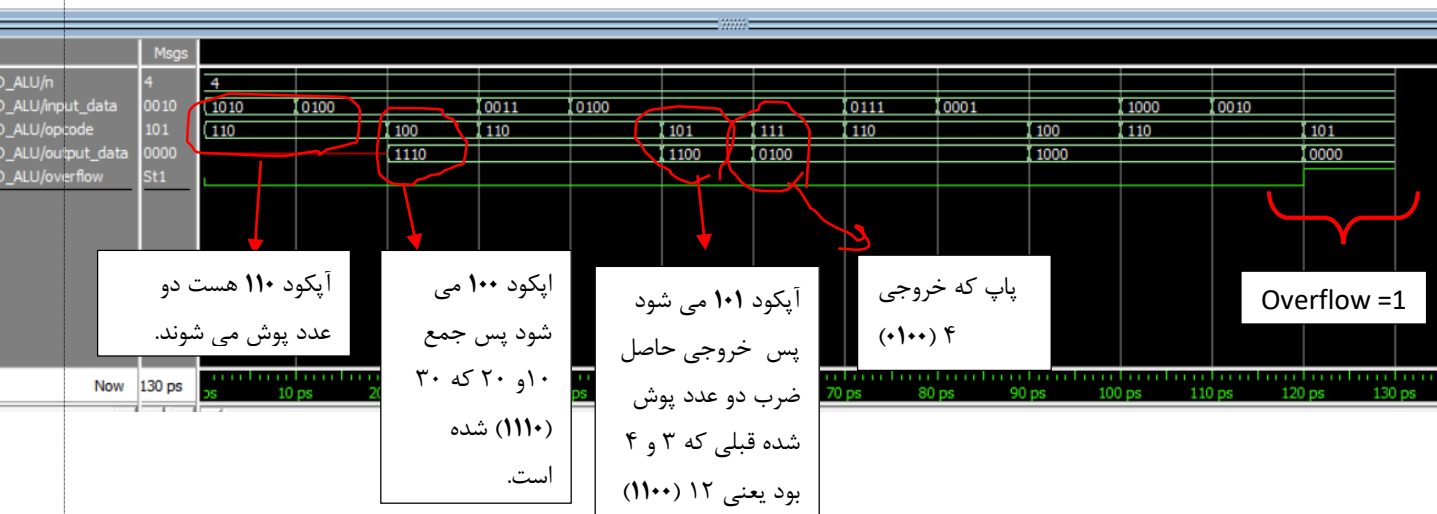 Msgs
D_ALU/n 4 4
D_ALU/input_data 0010 1010 0100 0011 0100 0111 0001 1000 0010
D_ALU/opcode 101 110 100 110 101 111 110 100 110 101
D_ALU/output_data 0000 1110 1100 0100 1000 0000
D_ALU/overflow St1
آپکود ۱۱۰ هست دو
عدد پوش می شوند.
اپکود ۱۰۰ می
شود پس جمع
۱۰و ۲۰ که ۳۰
(۱۱۱۰) شده
است.
آپکود ۱۰۱ می شود
پس خروجی حاصل
ضرب دو عدد پوش
شده قبلی که ۳ و ۴
بود یعنی ۱۲ (۱۱۰۰)
پاپ که خروجی
۴ (۰۱۰۰)
Overflow =1
Now 130 ps 10 ps 70 ps 80 ps 90 ps 100 ps 110 ps 120 ps 130 ps